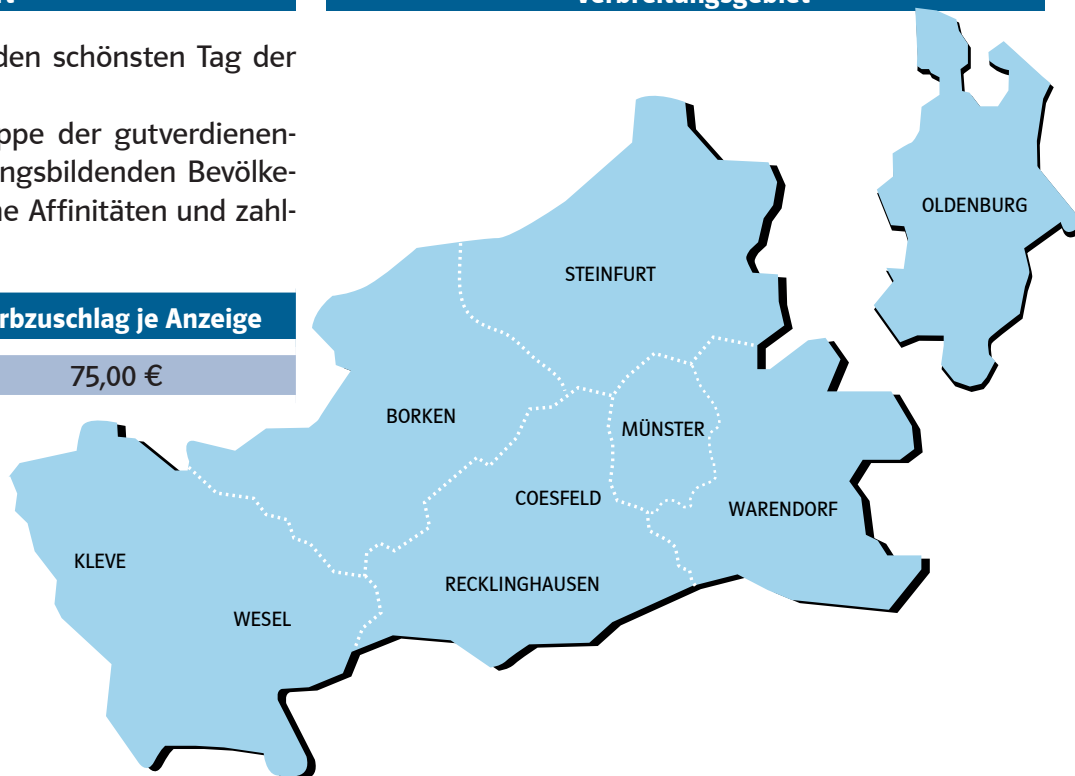 Verbreitungsgebiet
den schönsten Tag der
ppe der gutverdienen-
ngsbildenden Bevölke-
ne Affinitäten und zahl-
rbzuschlag je Anzeige
75,00 €
OLDENBURG
STEINFURT
BORKEN
MÜNSTER
COESFELD
WARENDORF
KLEVE
RECKLINGHAUSEN
WESEL